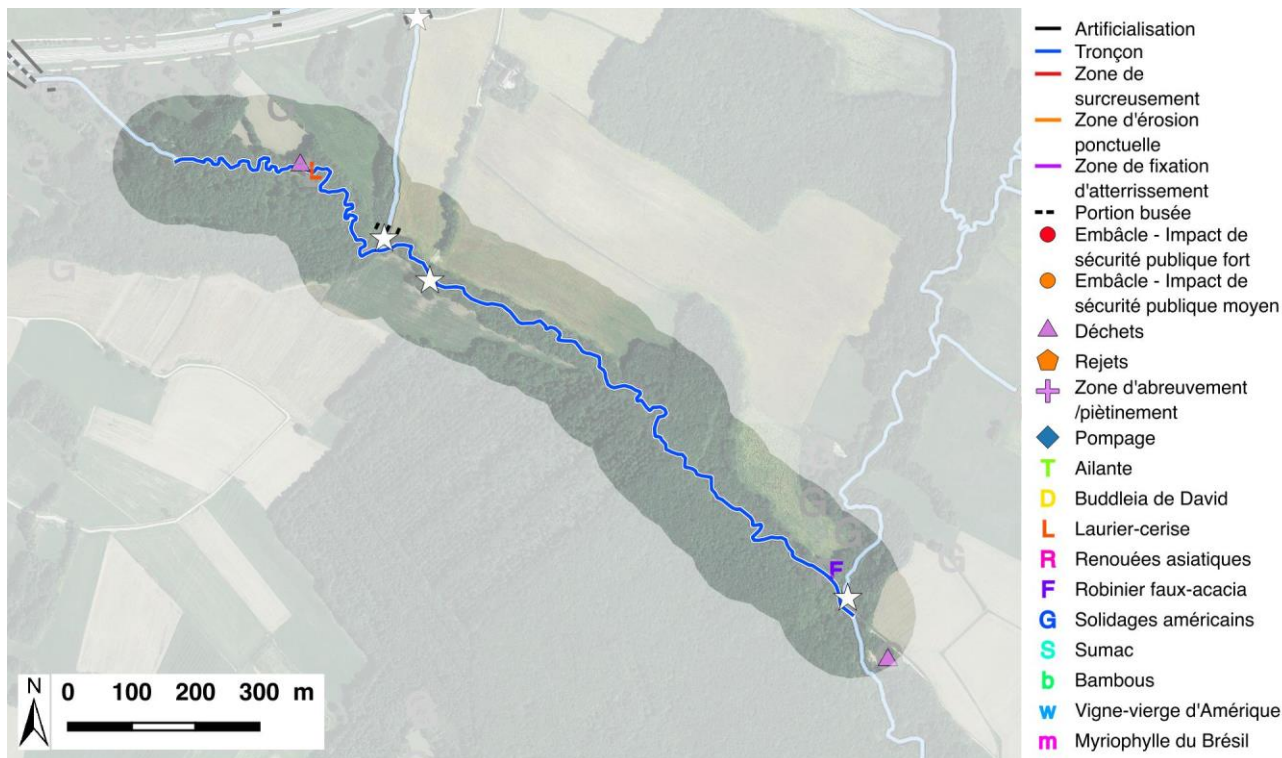 Artificialisation
Tronçon
Zone de
surcreusement
Zone d'érosion
ponctuelle
Zone de fixation
d'atterrissement
Portion busée
Embâcle - Impact de
sécurité publique fort
Embâcle - Impact de
sécurité publique moyen
Déchets
Rejets
Zone d'abreuvement
/piètinement
Pompage
T Ailante
D Buddleia de David
L Laurier-cerise
R Renouées asiatiques
F Robinier faux-acacia
G Solidages américains
S Sumac
b Bambous
w Vigne-vierge d'Amérique
m Myriophylle du Brésil
G G G
G
L
G
G
G
G G
F
N 0 100 200 300 m